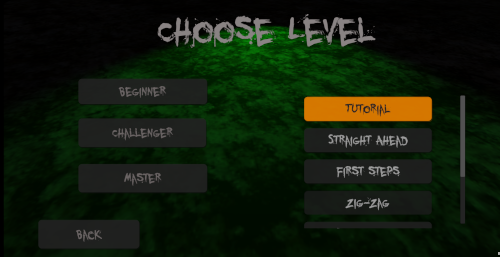 CHOOSE LEVEL
BEGINNER
CHALLENGER
MASTER
BACK
TUTORIAL
STRAIGHT AHEAD
FIRST STEPS
ZIG-ZAG